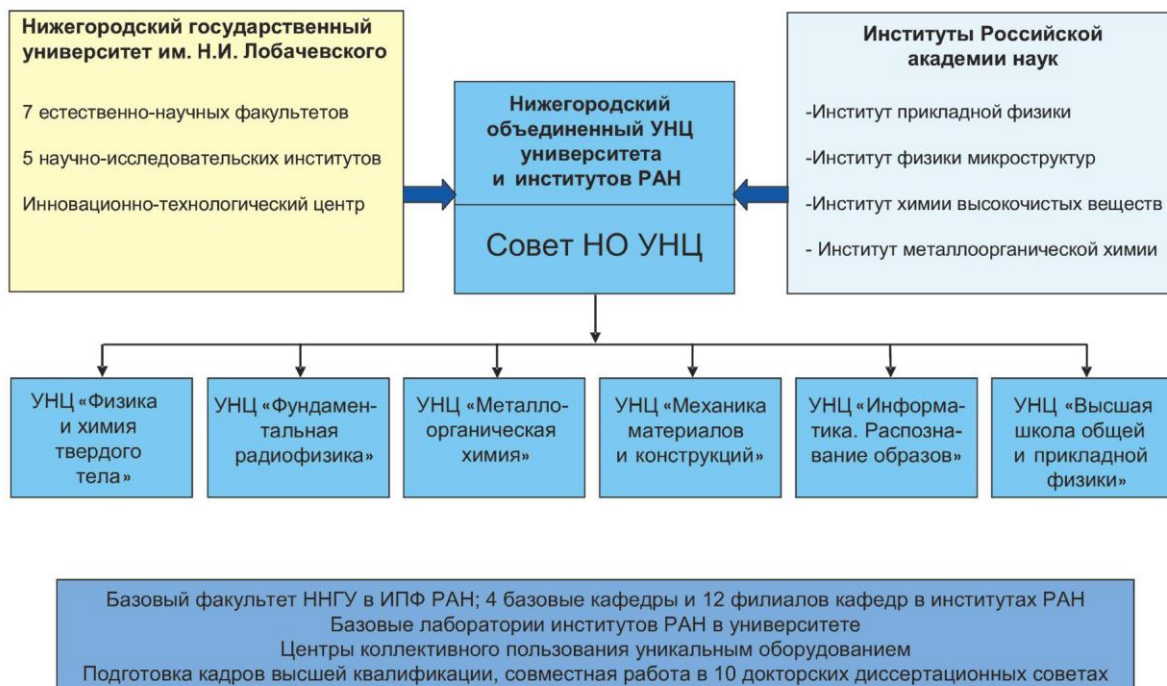 Нижегородский государственный
университет им. Н.И. Лобачевского
7 естественно-научных факультетов
5 научно-исследовательских институтов
Инновационно-технологический центр
Нижегородский
объединенный УНЦ
университета
и институтов РАН
Совет НО УНЦ
Институты Российской
академии наук
-Институт прикладной физики
-Институт физики микроструктур
-Институт химии высокочистых веществ
- Институт металлоорганической химии
УНЦ «Физика
и химия
твердого
тела»
УНЦ «Фундамен-
тальная
радиофизика»
УНЦ «Металло-
органическая
химия»
УНЦ «Механика
материалов
и конструкций»
УНЦ «Информа-
тика. Распозна-
вание образов»
УНЦ «Высшая
школа общей
и прикладной
физики»
Базовый факультет ННГУ в ИПФ РАН; 4 базовые кафедры и 12 филиалов кафедр в институтах РАН
Базовые лаборатории институтов РАН в университете
Центры коллективного пользования уникальным оборудованием
Подготовка кадров высшей квалификации, совместная работа в 10 докторских диссертационных советах